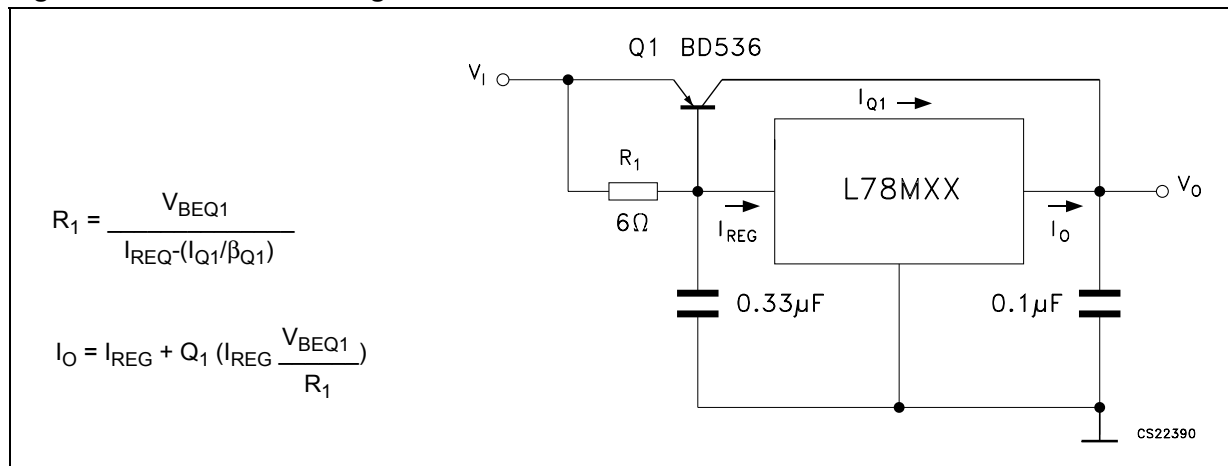 Q1 BD536
V_I
I_Q1
R_1
6Ω
L78MXX
V_O
I_REG
I_O
0.33µF
0.1µF
R_1 = V_BEQ1 / I_REQ-(I_Q1/β_Q1)
I_O = I_REG + Q_1 (I_REG V_BEQ1 / R_1)
CS22390